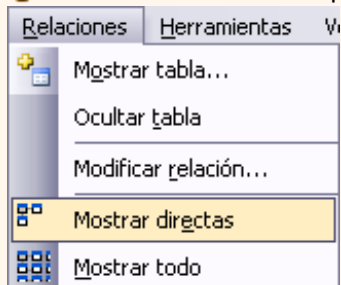 Relaciones Herramientas
Mostrar tabla...
Ocultar tabla
Modificar relación...
Mostrar directas
Mostrar todo